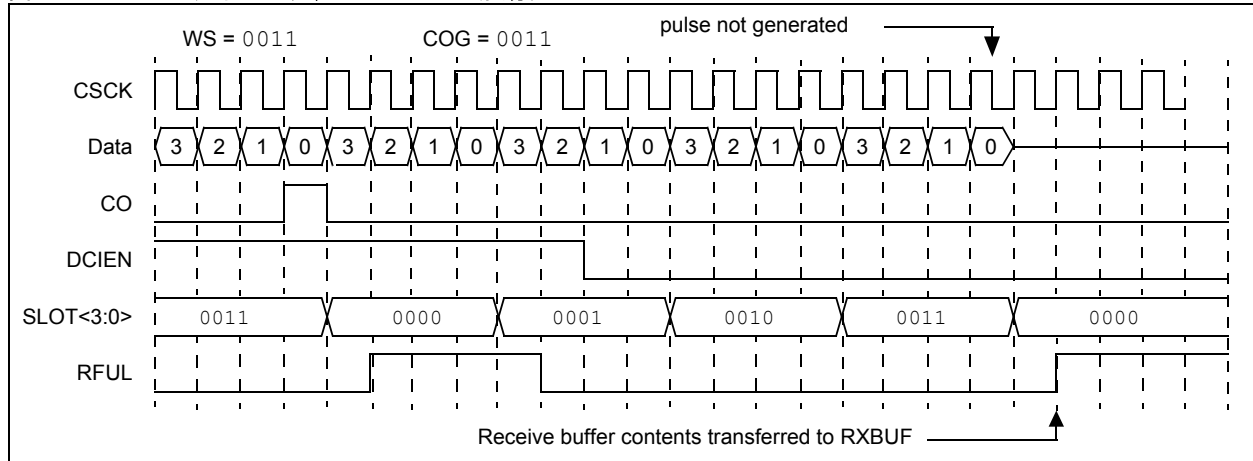 pulse not generated
WS = 0011 COG = 0011
CSCK
Data 3 2 1 0 3 2 1 0 3 2 1 0 3 2 1 0 3 2 1 0
CO
DCIEN
SLOT<3:0> 0011 0000 0001 0010 0011 0000
RFUL
Receive buffer contents transferred to RXBUF